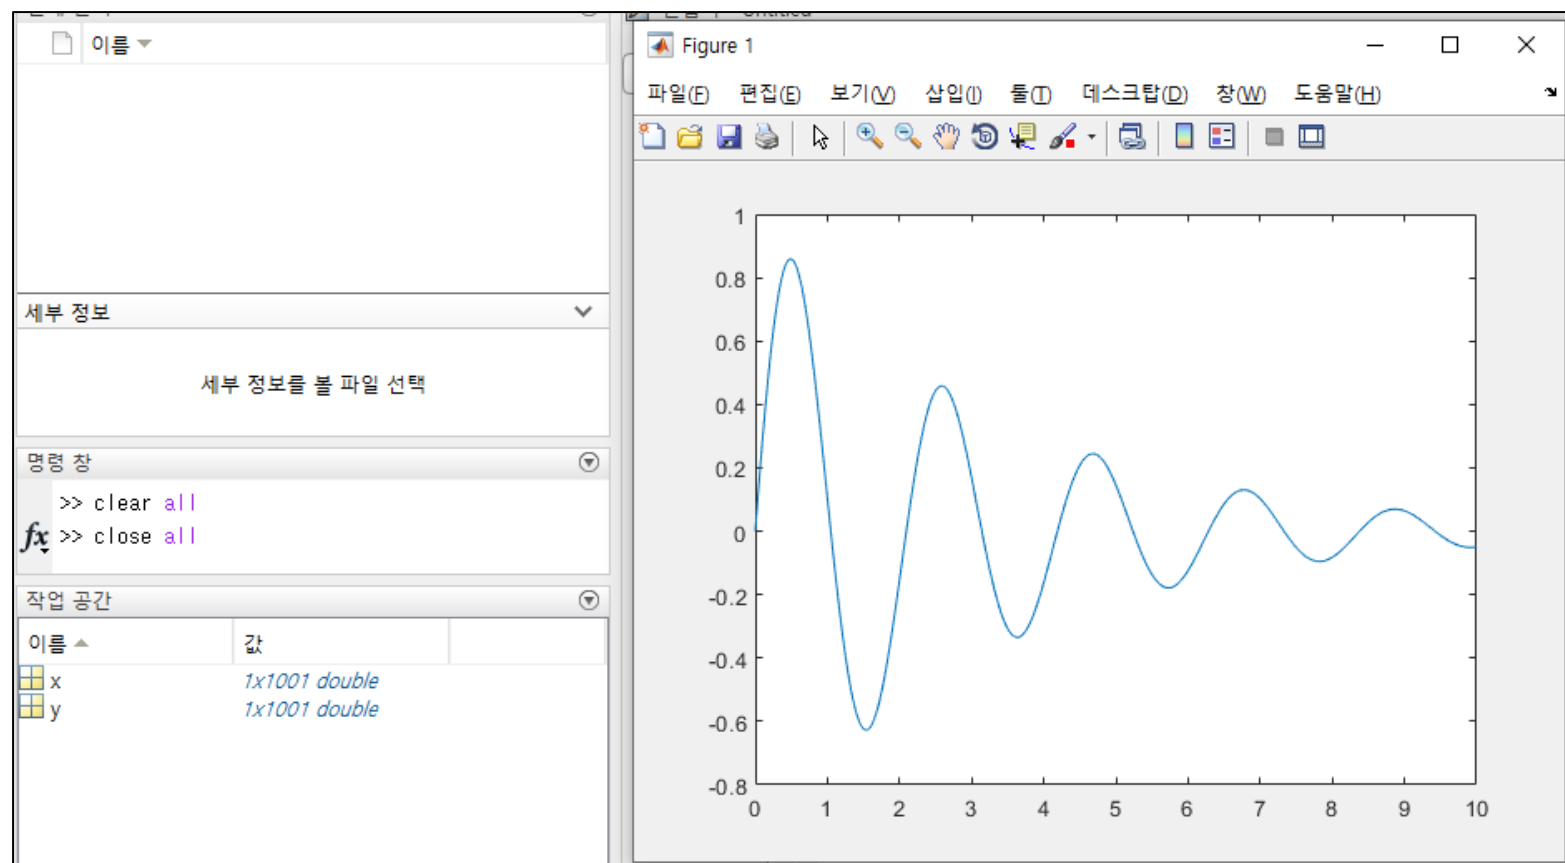 이름
세부 정보
세부 정보를 볼 파일 선택
명령 창
>> clear all
fx >> close all
작업 공간
이름 값
x 1x1001 double
y 1x1001 double
Untitled
Figure 1
파일(F) 편집(E) 보기(V) 삽입(I) 툴(T) 데스크탑(D) 창(W) 도움말(H)
1
0.8
0.6
0.4
0.2
0
-0.2
-0.4
-0.6
-0.8
0 1 2 3 4 5 6 7 8 9 10